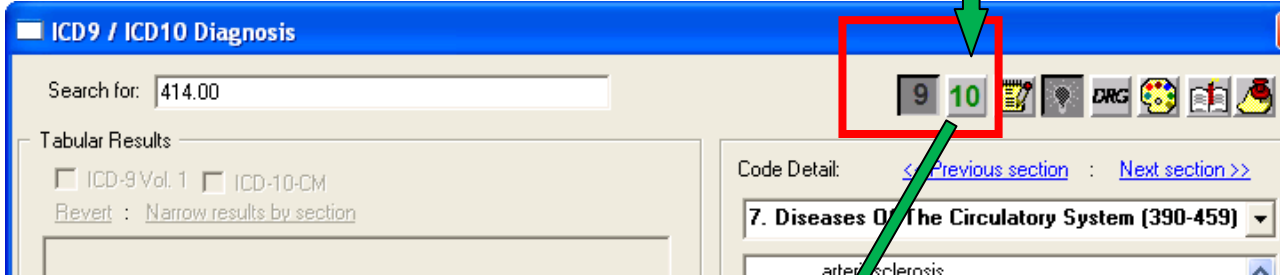 ICD9 / ICD10 Diagnosis
Search for: 414.00
9 10 DRG
Tabular Results
ICD-9 Vol. 1 ICD-10-CM
Revert : Narrow results by section
Code Detail: << Previous section : Next section >>
7. Diseases Of The Circulatory System (390-459)
arteriosclerosis